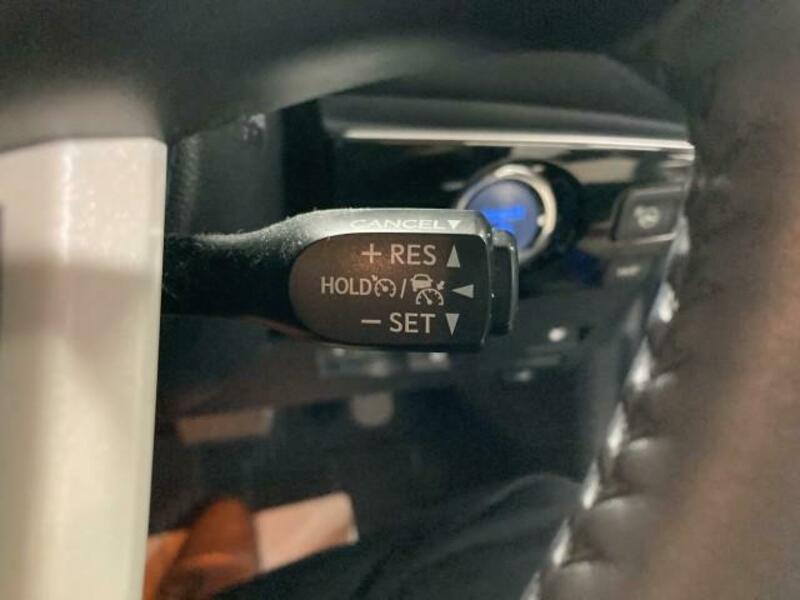 CANCEL▼
+ RES ▲
HOLD / ◀
− SET ▼